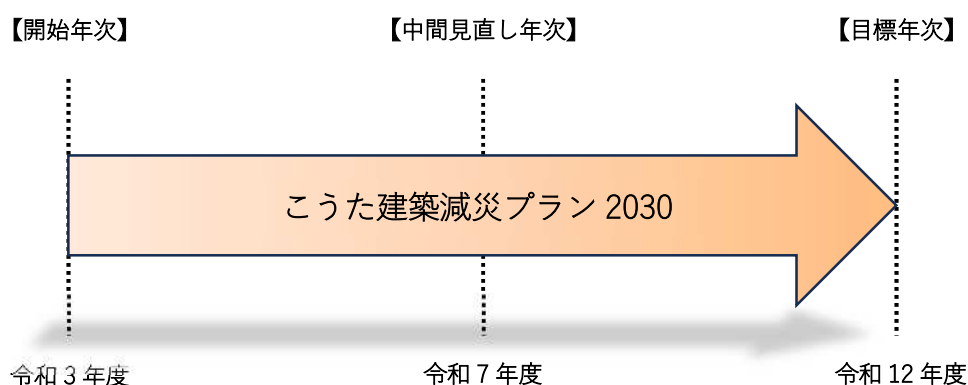 【開始年次】
【中間見直し年次】
【目標年次】
こうた建築減災プラン 2030
令和 3 年度
令和 7 年度
令和 12 年度